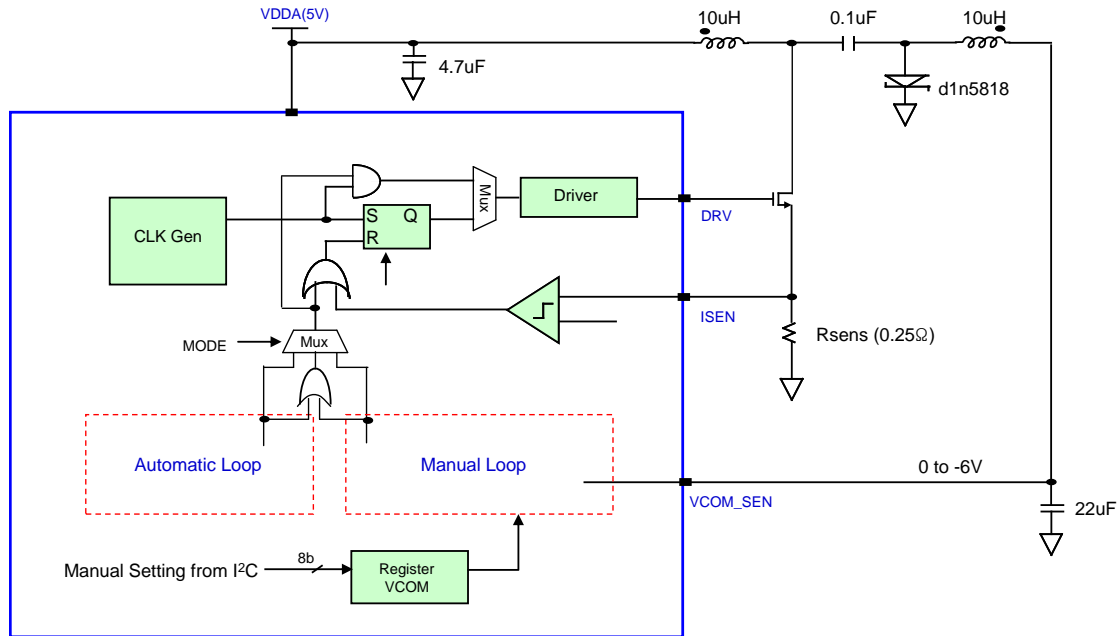 VDDA(5V)
10uH
0.1uF
10uH
4.7uF
d1n5818
CLK Gen
S Q
R
Mux
Driver
DRV
ISEN
Rsens (0.25Ω)
MODE
Mux
Automatic Loop
Manual Loop
0 to -6V
VCOM_SEN
22uF
Manual Setting from I²C
8b
Register
VCOM